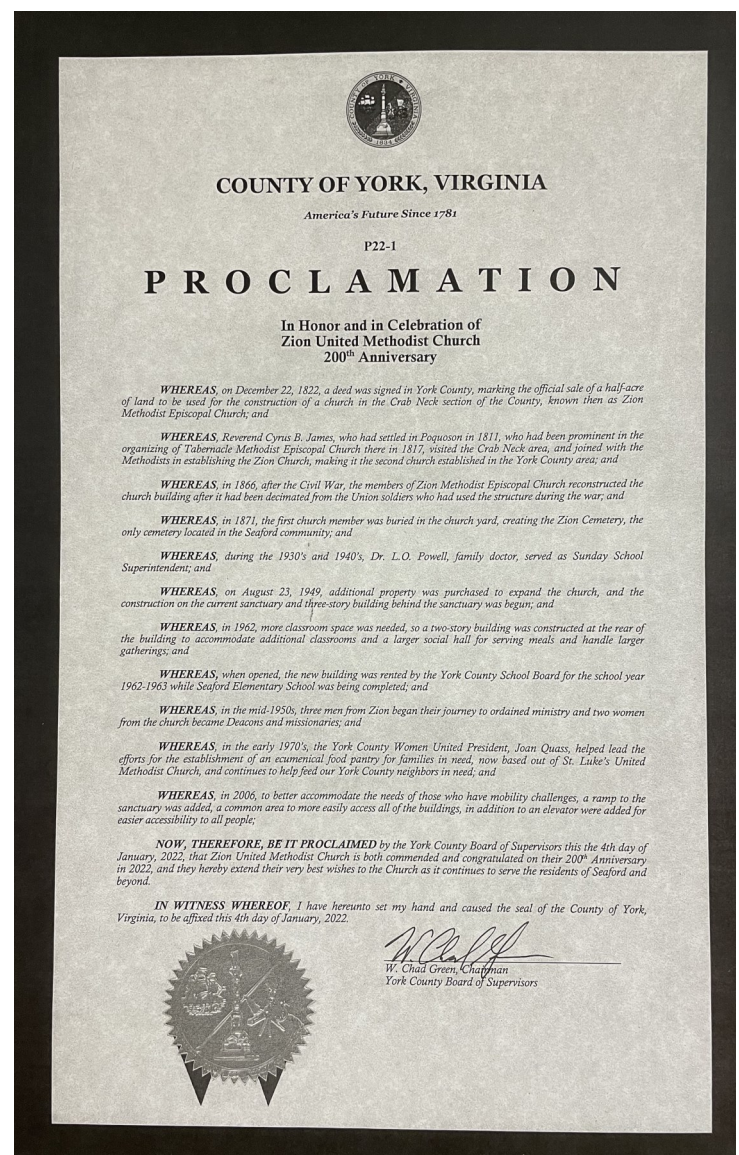 COUNTY OF YORK • VIRGINIA
1634
COUNTY OF YORK, VIRGINIA
America's Future Since 1781
P22-1
PROCLAMATION
In Honor and in Celebration of
Zion United Methodist Church
200th Anniversary
WHEREAS, on December 22, 1822, a deed was signed in York County, marking the official sale of a half-acre
of land to be used for the construction of a church in the Crab Neck section of the County, known then as Zion
Methodist Episcopal Church; and
WHEREAS, Reverend Cyrus B. James, who had settled in Poquoson in 1811, who had been prominent in the
organizing of Tabernacle Methodist Episcopal Church there in 1817, visited the Crab Neck area, and joined with the
Methodists in establishing the Zion Church, making it the second church established in the York County area; and
WHEREAS, in 1866, after the Civil War, the members of Zion Methodist Episcopal Church reconstructed the
church building after it had been decimated from the Union soldiers who had used the structure during the war; and
WHEREAS, in 1871, the first church member was buried in the church yard, creating the Zion Cemetery, the
only cemetery located in the Seaford community; and
WHEREAS, during the 1930's and 1940's, Dr. L.O. Powell, family doctor, served as Sunday School
Superintendent; and
WHEREAS, on August 23, 1949, additional property was purchased to expand the church, and the
construction on the current sanctuary and three-story building behind the sanctuary was begun; and
WHEREAS, in 1962, more classroom space was needed, so a two-story building was constructed at the rear of
the building to accommodate additional classrooms and a larger social hall for serving meals and handle larger
gatherings; and
WHEREAS, when opened, the new building was rented by the York County School Board for the school year
1962-1963 while Seaford Elementary School was being completed; and
WHEREAS, in the mid-1950s, three men from Zion began their journey to ordained ministry and two women
from the church became Deacons and missionaries; and
WHEREAS, in the early 1970's, the York County Women United President, Joan Quass, helped lead the
efforts for the establishment of an ecumenical food pantry for families in need, now based out of St. Luke's United
Methodist Church, and continues to help feed our York County neighbors in need; and
WHEREAS, in 2006, to better accommodate the needs of those who have mobility challenges, a ramp to the
sanctuary was added, a common area to more easily access all of the buildings, in addition to an elevator were added for
easier accessibility to all people;
NOW, THEREFORE, BE IT PROCLAIMED by the York County Board of Supervisors this the 4th day of
January, 2022, that Zion United Methodist Church is both commended and congratulated on their 200th Anniversary
in 2022, and they hereby extend their very best wishes to the Church as it continues to serve the residents of Seaford and
beyond.
IN WITNESS WHEREOF, I have hereunto set my hand and caused the seal of the County of York,
Virginia, to be affixed this 4th day of January, 2022.
W. Chad Green, Chairman
York County Board of Supervisors